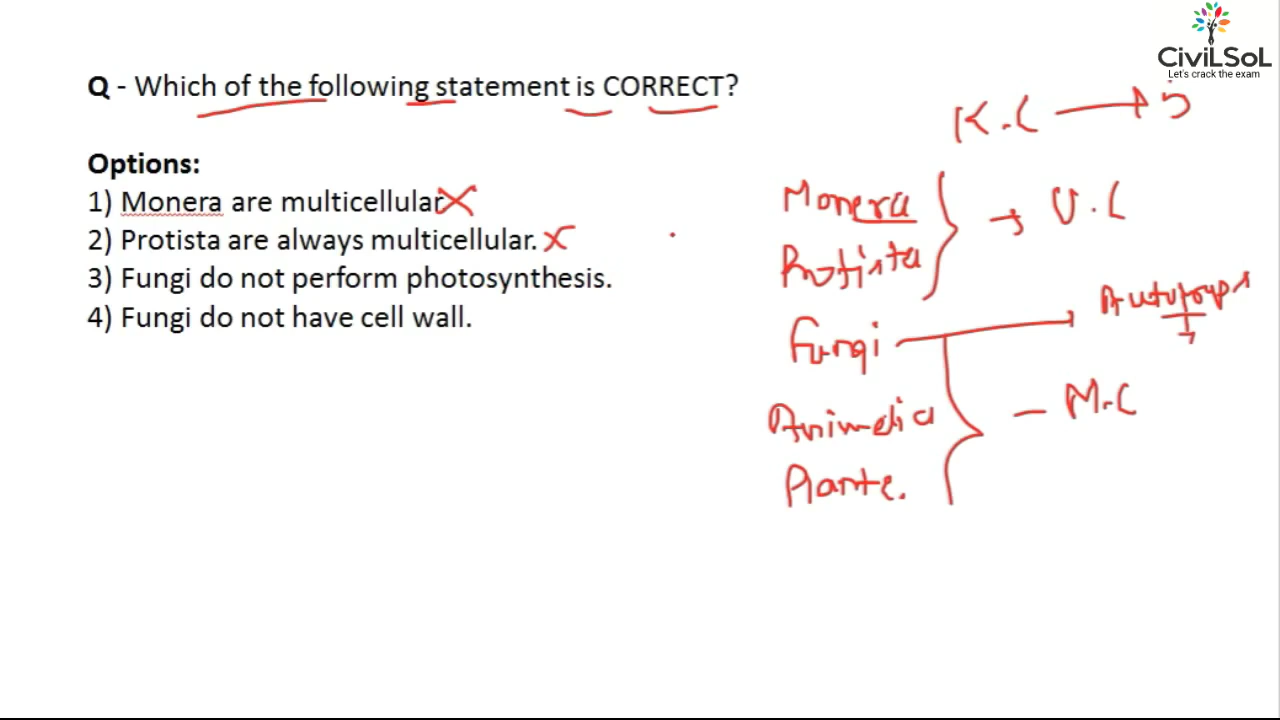 CiviLSoL
Let's crack the exam
Q - Which of the following statement is CORRECT?
Options:
1) Monera are multicellular
2) Protista are always multicellular.
3) Fungi do not perform photosynthesis.
4) Fungi do not have cell wall.
K.C → 5
Monera
Protista
→ U.C
Fungi
Animalia
Plante.
- M.C